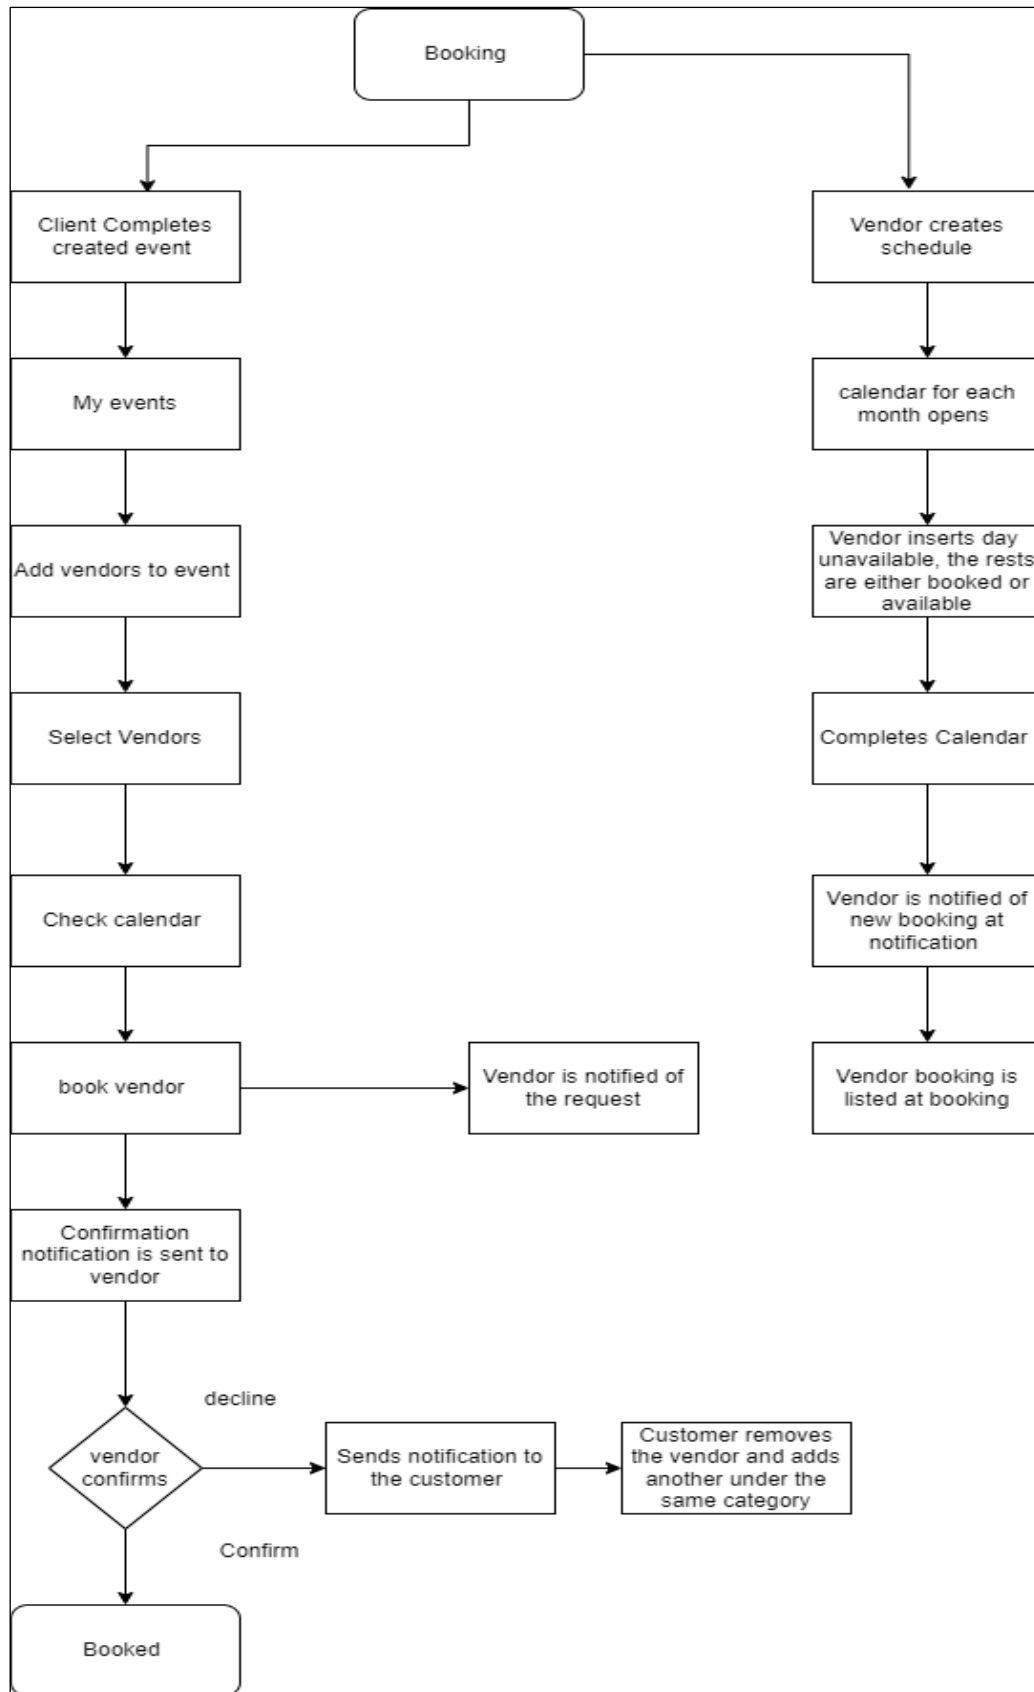 Booking
Client Completes
created event
Vendor creates
schedule
My events
calendar for each
month opens
Add vendors to event
Vendor inserts day
unavailable, the rests
are either booked or
available
Select Vendors
Completes Calendar
Check calendar
Vendor is notified of
new booking at
notification
book vendor
Vendor is notified of
the request
Vendor booking is
listed at booking
Confirmation
notification is sent to
vendor
decline
vendor
confirms
Sends notification to
the customer
Customer removes
the vendor and adds
another under the
same category
Confirm
Booked